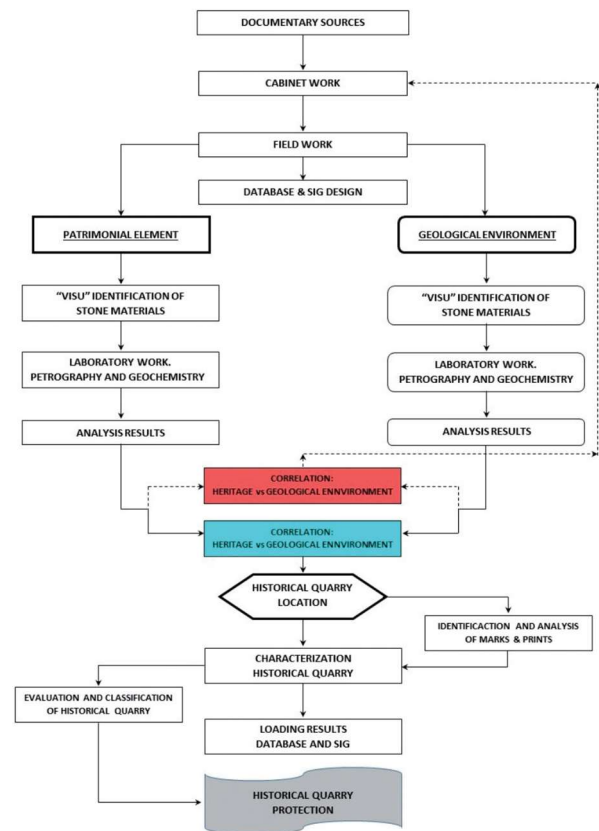 DOCUMENTARY SOURCES
CABINET WORK
FIELD WORK
DATABASE & SIG DESIGN
PATRIMONIAL ELEMENT
GEOLOGICAL ENVIRONMENT
"VISU" IDENTIFICATION OF
STONE MATERIALS
"VISU" IDENTIFICATION OF
STONE MATERIALS
LABORATORY WORK.
PETROGRAPHY AND GEOCHEMISTRY
LABORATORY WORK.
PETROGRAPHY AND GEOCHEMISTRY
ANALYSIS RESULTS
ANALYSIS RESULTS
CORRELATION:
HERITAGE vs GEOLOGICAL ENNVIRONMENT
CORRELATION:
HERITAGE vs GEOLOGICAL ENNVIRONMENT
HISTORICAL QUARRY
LOCATION
IDENTIFICACTION AND ANALYSIS
OF MARKS & PRINTS
CHARACTERIZATION
HISTORICAL QUARRY
EVALUATION AND CLASSIFICATION
OF HISTORICAL QUARRY
LOADING RESULTS
DATABASE AND SIG
HISTORICAL QUARRY
PROTECTION